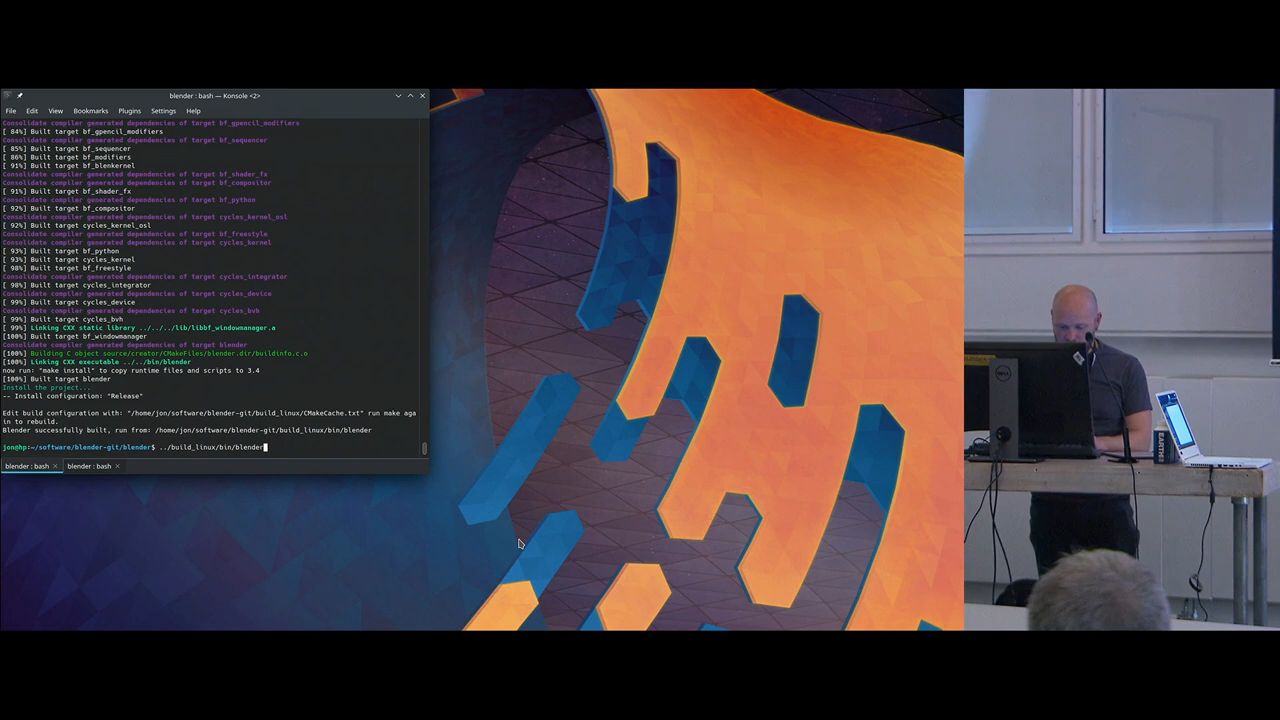 blender : bash — Konsole <2>
File Edit View Bookmarks Plugins Settings Help
Consolidate compiler generated dependencies of target bf_gpencil_modifiers
[ 84%] Built target bf_gpencil_modifiers
Consolidate compiler generated dependencies of target bf_sequencer
[ 85%] Built target bf_sequencer
[ 86%] Built target bf_modifiers
[ 91%] Built target bf_blenkernel
Consolidate compiler generated dependencies of target bf_shader_fx
Consolidate compiler generated dependencies of target bf_compositor
[ 91%] Built target bf_shader_fx
Consolidate compiler generated dependencies of target bf_python
[ 92%] Built target bf_compositor
Consolidate compiler generated dependencies of target cycles_kernel_osl
[ 92%] Built target cycles_kernel_osl
Consolidate compiler generated dependencies of target bf_freestyle
Consolidate compiler generated dependencies of target cycles_kernel
[ 93%] Built target bf_python
[ 93%] Built target cycles_kernel
[ 98%] Built target bf_freestyle
Consolidate compiler generated dependencies of target cycles_integrator
[ 98%] Built target cycles_integrator
Consolidate compiler generated dependencies of target cycles_device
[ 99%] Built target cycles_device
Consolidate compiler generated dependencies of target cycles_bvh
[ 99%] Built target cycles_bvh
[ 99%] Linking CXX static library ../../../lib/libbf_windowmanager.a
[100%] Built target bf_windowmanager
Consolidate compiler generated dependencies of target blender
[100%] Building C object source/creator/CMakeFiles/blender.dir/buildinfo.c.o
[100%] Linking CXX executable ../../bin/blender
now run: "make install" to copy runtime files and scripts to 3.4
[100%] Built target blender
Install the project...
-- Install configuration: "Release"
Edit build configuration with: "/home/jon/software/blender-git/build_linux/CMakeCache.txt" run make aga
in to rebuild.
Blender successfully built, run from: /home/jon/software/blender-git/build_linux/bin/blender
jon@hp:~/software/blender-git/blender$ ../build_linux/bin/blender
blender : bash blender : bash
DELL
EARTH